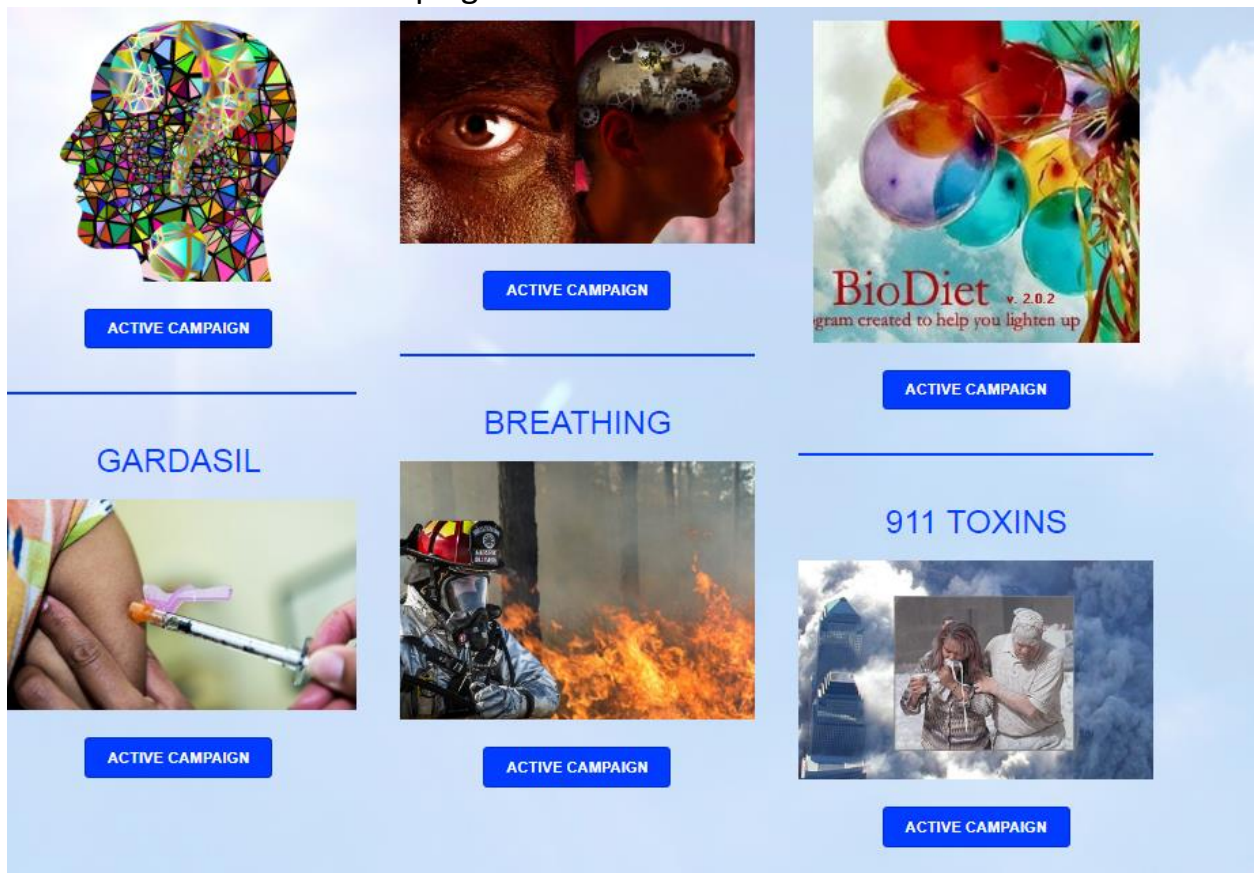 ACTIVE CAMPAIGN
ACTIVE CAMPAIGN
BioDiet v. 2.0.2
gram created to help you lighten up
ACTIVE CAMPAIGN
GARDASIL
ACTIVE CAMPAIGN
BREATHING
ACTIVE CAMPAIGN
911 TOXINS
ACTIVE CAMPAIGN